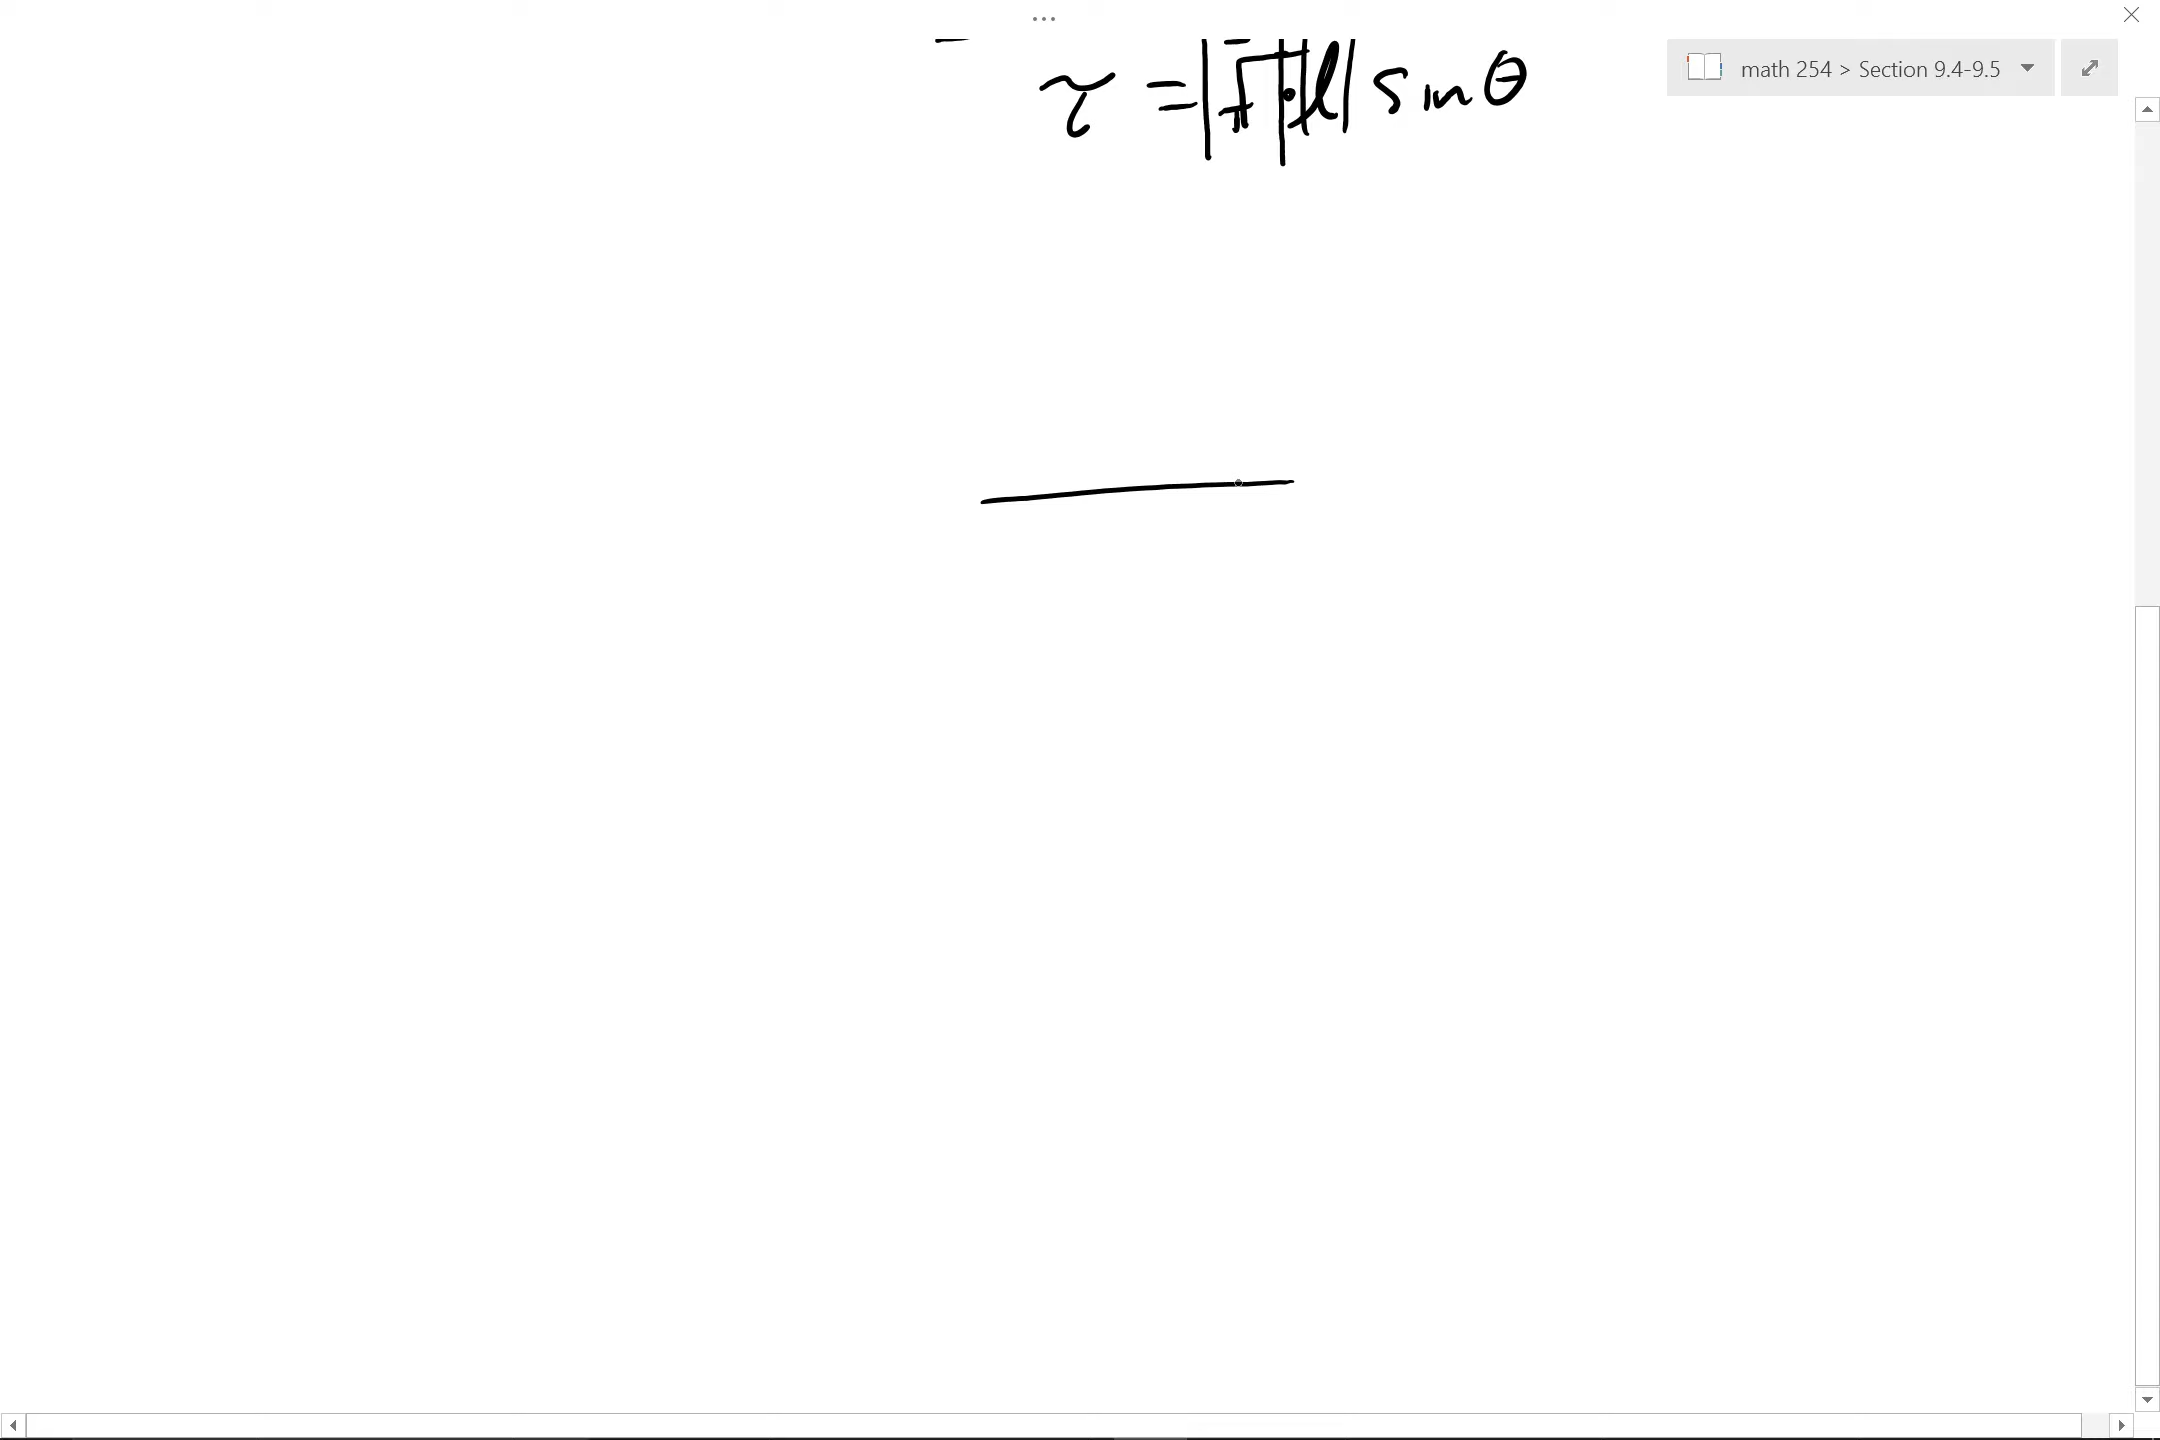 τ = |F|·|l| sin θ
math 254 > Section 9.4-9.5